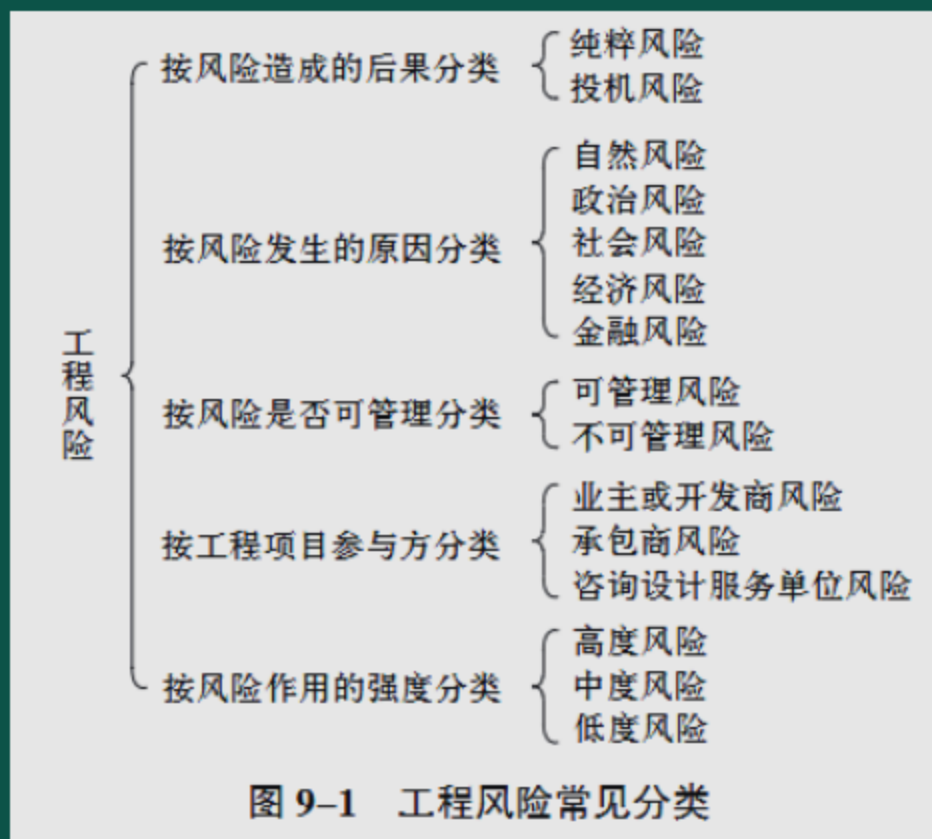 工程风险
按风险造成的后果分类
纯粹风险
投机风险
按风险发生的原因分类
自然风险
政治风险
社会风险
经济风险
金融风险
按风险是否可管理分类
可管理风险
不可管理风险
按工程项目参与方分类
业主或开发商风险
承包商风险
咨询设计服务单位风险
按风险作用的强度分类
高度风险
中度风险
低度风险
图 9–1 工程风险常见分类